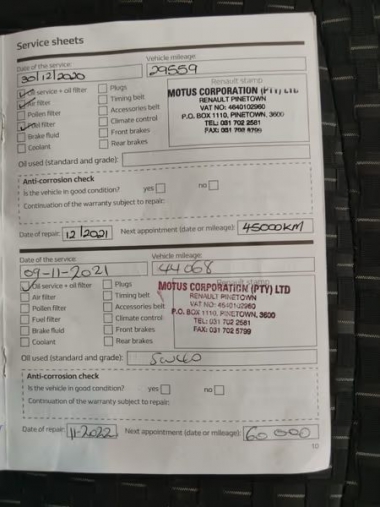 Service sheets
Date of the service: 30/12/2020
Vehicle mileage: 29559
Oil service + oil filter
Air filter
Pollen filter
Fuel filter
Brake fluid
Coolant
Plugs
Timing belt
Accessories belt
Climate control
Front brakes
Rear brakes
Renault stamp
MOTUS CORPORATION (PTY) LTD
RENAULT PINETOWN
VAT NO: 4640102960
P.O. BOX 1110, PINETOWN, 3600
TEL: 031 702 2581
FAX: 031 702 5799
Oil used (standard and grade):
Anti-corrosion check
Is the vehicle in good condition? yes no
Continuation of the warranty subject to repair:
Date of repair: 12/2021 Next appointment (date or mileage): 45000KM
Date of the service: 09-11-2021
Vehicle mileage: 44068
Oil service + oil filter
Air filter
Pollen filter
Fuel filter
Brake fluid
Coolant
Plugs
Timing belt
Accessories belt
Climate control
Front brakes
Rear brakes
Renault stamp
MOTUS CORPORATION (PTY) LTD
RENAULT PINETOWN
VAT NO: 4640102960
P.O. BOX 1110, PINETOWN, 3600
TEL: 031 702 2581
FAX: 031 702 5799
Oil used (standard and grade): 5W40
Anti-corrosion check
Is the vehicle in good condition? yes no
Continuation of the warranty subject to repair:
Date of repair: 11-2022 Next appointment (date or mileage): 60 000
10